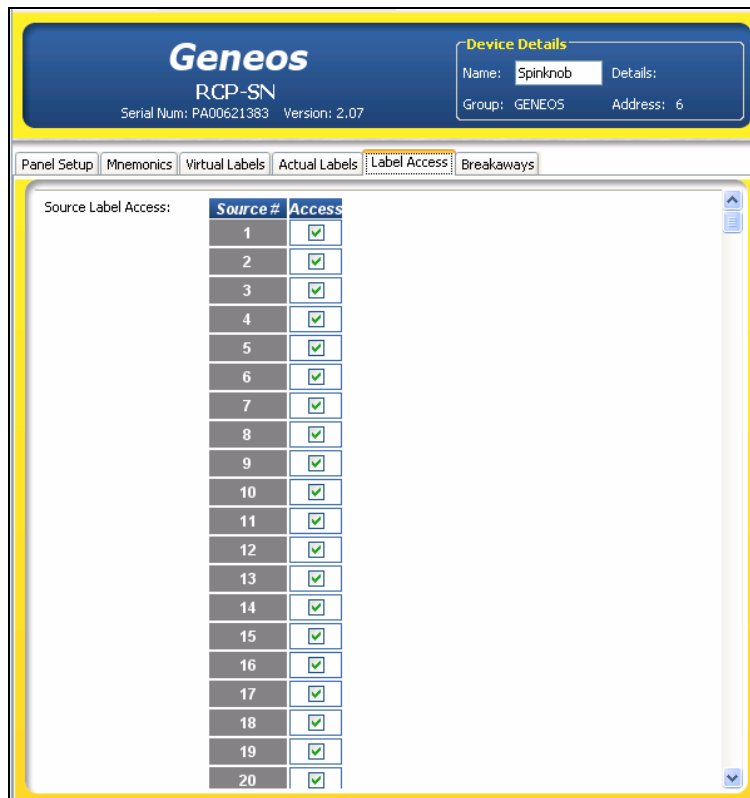 Geneos
RCP-SN
Serial Num: PA00621383 Version: 2.07
Device Details
Name: Spinknob Details:
Group: GENEOS Address: 6
Panel Setup Mnemonics Virtual Labels Actual Labels Label Access Breakaways
Source Label Access: Source # Access
1
2
3
4
5
6
7
8
9
10
11
12
13
14
15
16
17
18
19
20